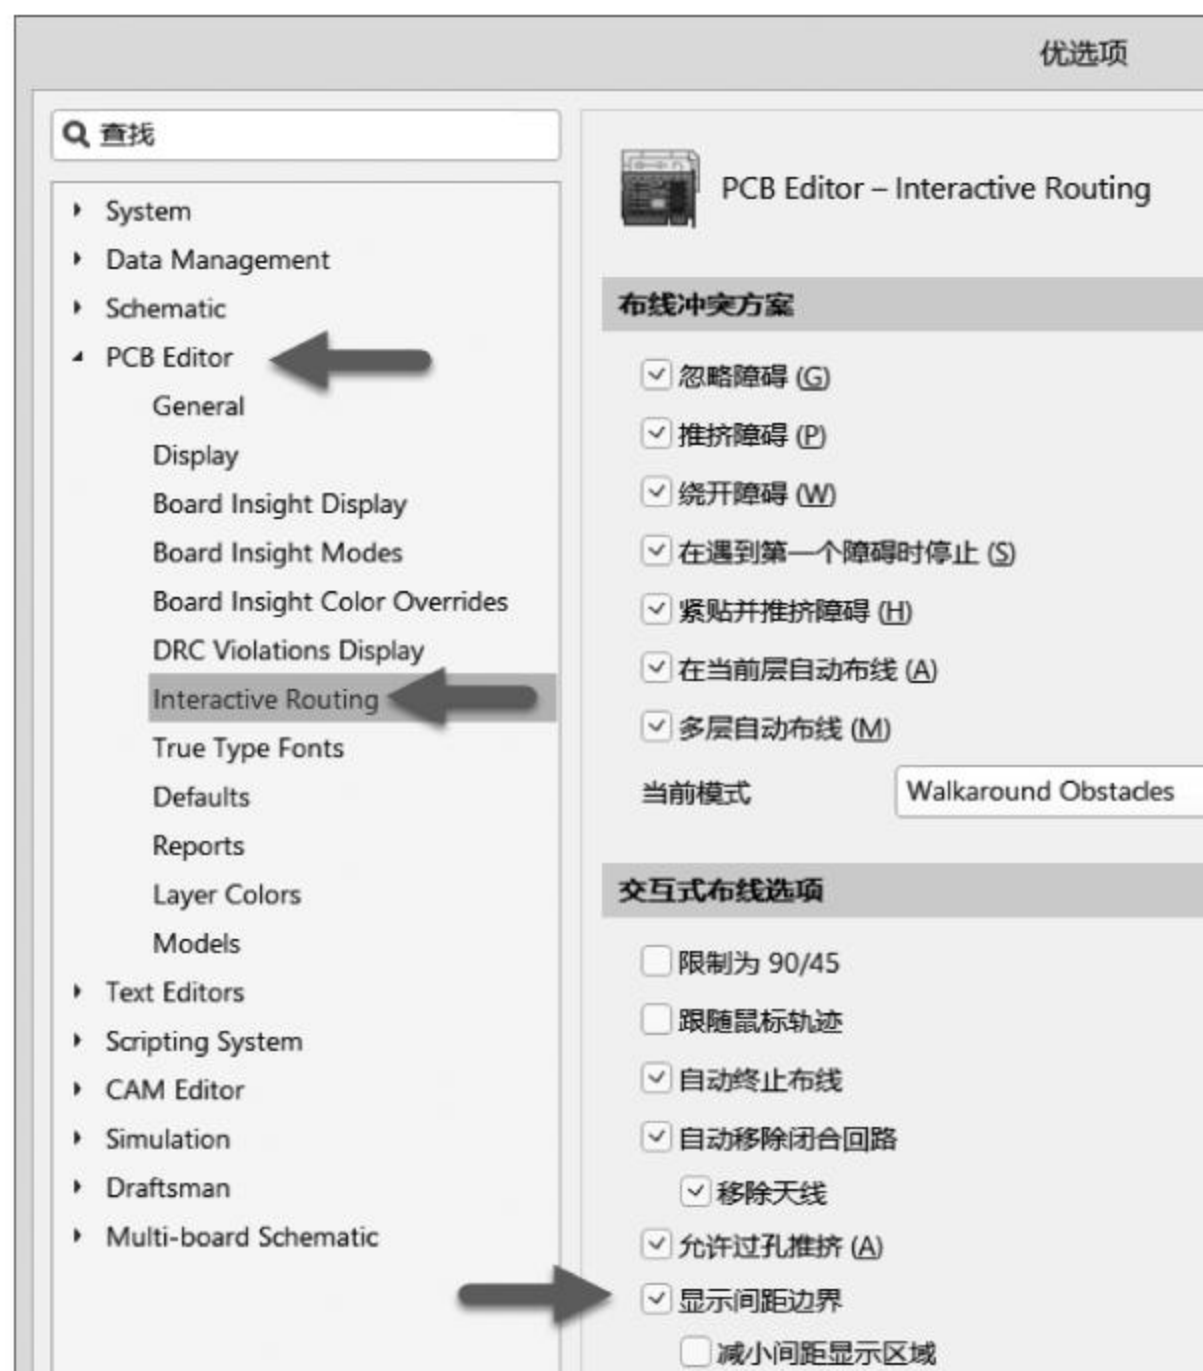 优选项
查找
System
Data Management
Schematic
PCB Editor
General
Display
Board Insight Display
Board Insight Modes
Board Insight Color Overrides
DRC Violations Display
Interactive Routing
True Type Fonts
Defaults
Reports
Layer Colors
Models
Text Editors
Scripting System
CAM Editor
Simulation
Draftsman
Multi-board Schematic
PCB Editor – Interactive Routing
布线冲突方案
忽略障碍 (G)
推挤障碍 (P)
绕开障碍 (W)
在遇到第一个障碍时停止 (S)
紧贴并推挤障碍 (H)
在当前层自动布线 (A)
多层自动布线 (M)
当前模式 Walkaround Obstacles
交互式布线选项
限制为 90/45
跟随鼠标轨迹
自动终止布线
自动移除闭合回路
移除天线
允许过孔推挤 (A)
显示间距边界
减小间距显示区域